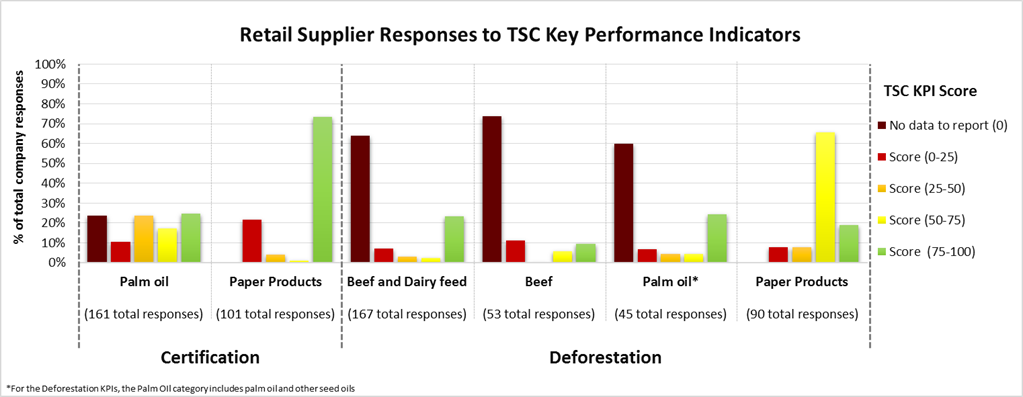 Retail Supplier Responses to TSC Key Performance Indicators
% of total company responses
100%
90%
80%
70%
60%
50%
40%
30%
20%
10%
0%
TSC KPI Score
No data to report (0)
Score (0-25)
Score (25-50)
Score (50-75)
Score (75-100)
Palm oil
Paper Products
Beef and Dairy feed
Beef
Palm oil*
Paper Products
(161 total responses)
(101 total responses)
(167 total responses)
(53 total responses)
(45 total responses)
(90 total responses)
Certification
Deforestation
*For the Deforestation KPIs, the Palm OIl category includes palm oil and other seed oils